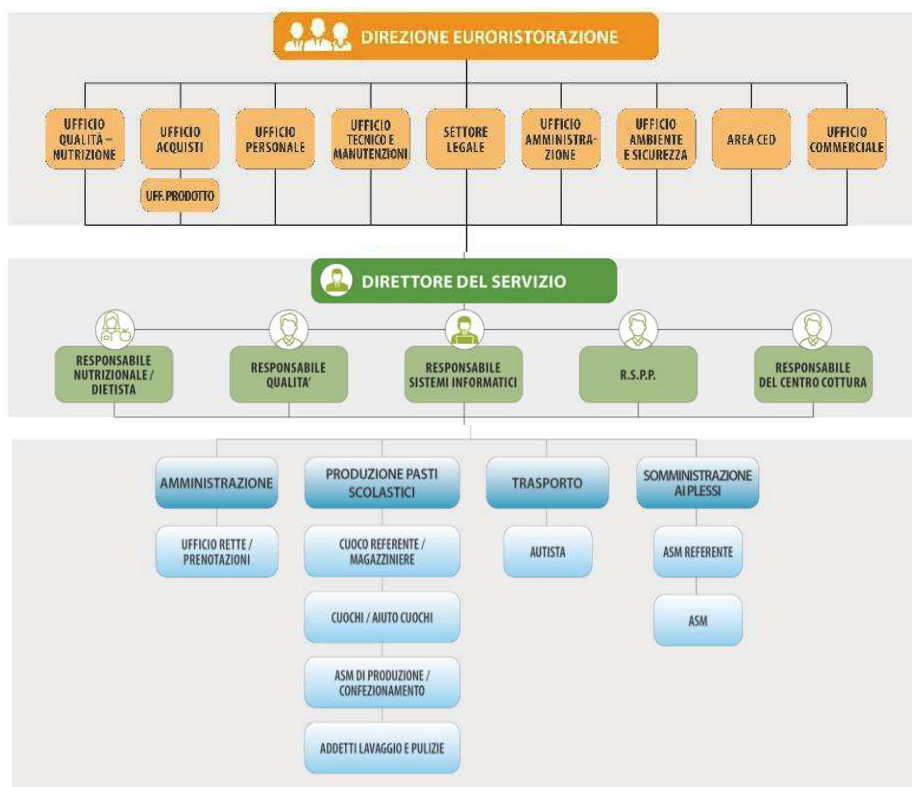 DIREZIONE EURORISTORAZIONE
UFFICIO
QUALITÀ –
NUTRIZIONE
UFFICIO
ACQUISTI
UFFICIO
PERSONALE
UFFICIO
TECNICO E
MANUTENZIONI
SETTORE
LEGALE
UFFICIO
AMMINISTRA-
ZIONE
UFFICIO
AMBIENTE
E SICUREZZA
AREA CED
UFFICIO
COMMERCIALE
UFF. PRODOTTO
DIRETTORE DEL SERVIZIO
RESPONSABILE
NUTRIZIONALE /
DIETISTA
RESPONSABILE
QUALITA'
RESPONSABILE
SISTEMI INFORMATICI
R.S.P.P.
RESPONSABILE
DEL CENTRO COTTURA
AMMINISTRAZIONE
PRODUZIONE PASTI
SCOLASTICI
TRASPORTO
SOMMINISTRAZIONE
AI PLESSI
UFFICIO RETTE /
PRENOTAZIONI
CUOCO REFERENTE /
MAGAZZINIERE
AUTISTA
ASM REFERENTE
CUOCHI / AIUTO CUOCHI
ASM
ASM DI PRODUZIONE /
CONFEZIONAMENTO
ADDETTI LAVAGGIO E PULIZIE